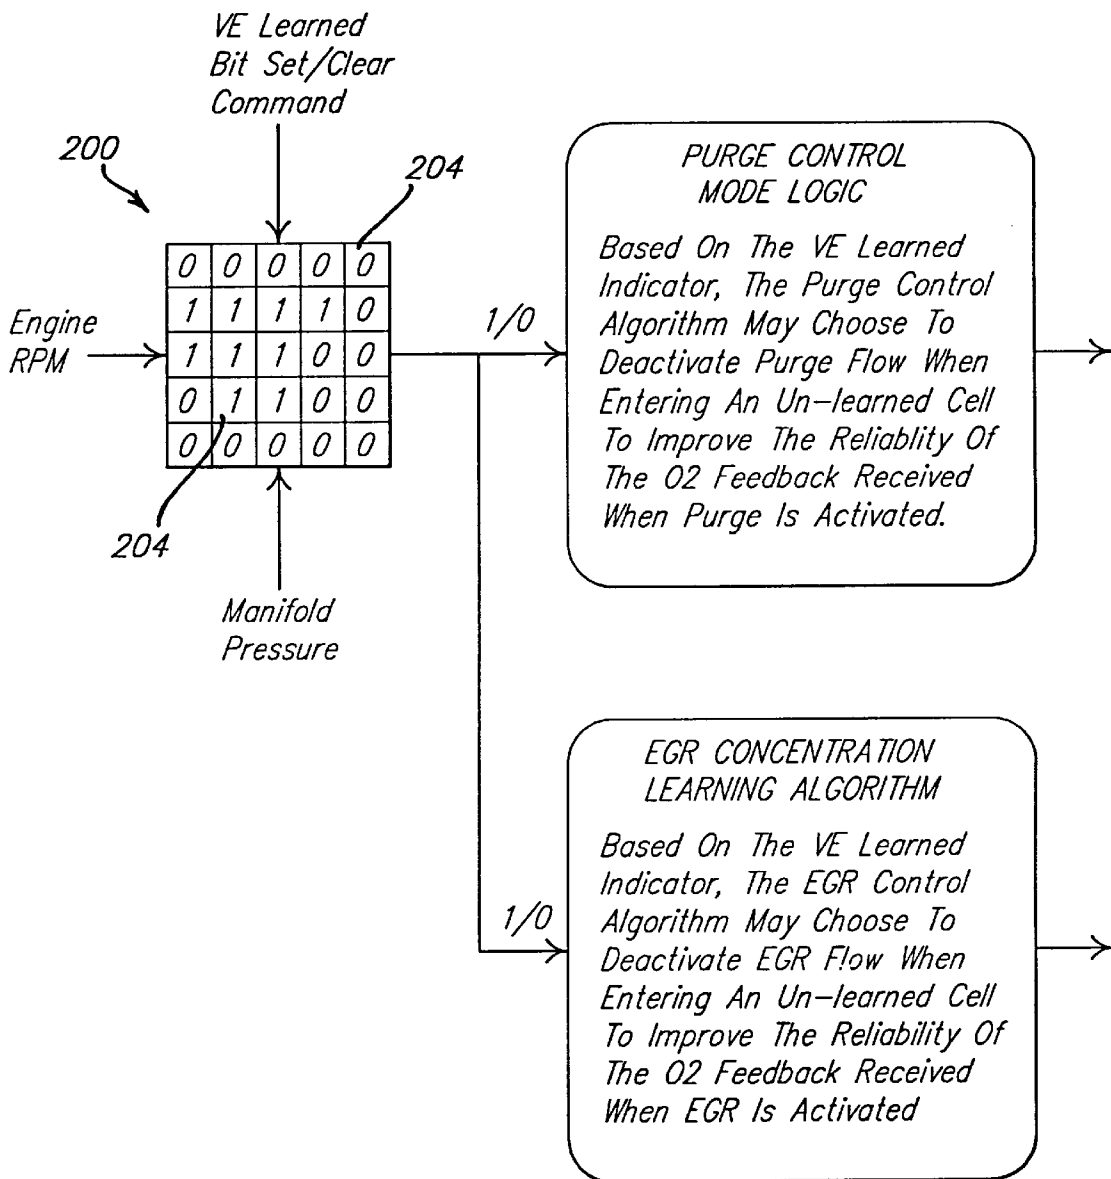 VE Learned
Bit Set/Clear
Command
200
204
0 0 0 0 0
1 1 1 1 0
1 1 1 0 0
0 1 1 0 0
0 0 0 0 0
Engine
RPM
204
Manifold
Pressure
1/0
PURGE CONTROL
MODE LOGIC
Based On The VE Learned
Indicator, The Purge Control
Algorithm May Choose To
Deactivate Purge Flow When
Entering An Un-learned Cell
To Improve The Reliablity Of
The O2 Feedback Received
When Purge Is Activated.
1/0
EGR CONCENTRATION
LEARNING ALGORITHM
Based On The VE Learned
Indicator, The EGR Control
Algorithm May Choose To
Deactivate EGR Flow When
Entering An Un-learned Cell
To Improve The Reliability Of
The O2 Feedback Received
When EGR Is Activated